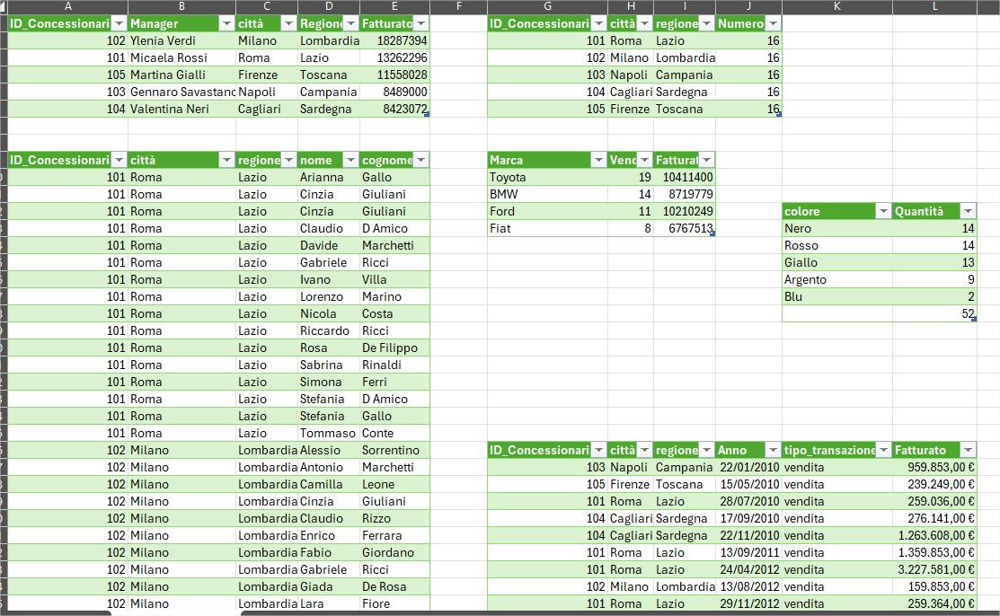 A B C D E F G H I J K L
ID_Concessionari Manager città Region Fatturato ID_Concessionari città regione Numero_
102 Ylenia Verdi Milano Lombardia 18287394 101 Roma Lazio 16
101 Micaela Rossi Roma Lazio 13262296 102 Milano Lombardia 16
105 Martina Gialli Firenze Toscana 11558028 103 Napoli Campania 16
103 Gennaro Savastano Napoli Campania 8489000 104 Cagliari Sardegna 16
104 Valentina Neri Cagliari Sardegna 8423072 105 Firenze Toscana 16
ID_Concessionari città regione nome cognome Marca Vend Fatturat
101 Roma Lazio Arianna Gallo Toyota 19 10411400
101 Roma Lazio Cinzia Giuliani BMW 14 8719779
101 Roma Lazio Cinzia Giuliani Ford 11 10210249 colore Quantità
101 Roma Lazio Claudio D Amico Fiat 8 6767513 Nero 14
101 Roma Lazio Davide Marchetti Rosso 14
101 Roma Lazio Gabriele Ricci Giallo 13
101 Roma Lazio Ivano Villa Argento 9
101 Roma Lazio Lorenzo Marino Blu 2
101 Roma Lazio Nicola Costa 52
101 Roma Lazio Riccardo Ricci
101 Roma Lazio Rosa De Filippo
101 Roma Lazio Sabrina Rinaldi
101 Roma Lazio Simona Ferri
101 Roma Lazio Stefania D Amico
101 Roma Lazio Stefania Gallo
101 Roma Lazio Tommaso Conte
102 Milano Lombardia Alessio Sorrentino ID_Concessionari città regione Anno tipo_transazione Fatturato
102 Milano Lombardia Antonio Marchetti 103 Napoli Campania 22/01/2010 vendita 959.853,00 €
102 Milano Lombardia Camilla Leone 105 Firenze Toscana 15/05/2010 vendita 239.249,00 €
102 Milano Lombardia Cinzia Giuliani 101 Roma Lazio 28/07/2010 vendita 259.036,00 €
102 Milano Lombardia Claudio Rizzo 104 Cagliari Sardegna 17/09/2010 vendita 276.141,00 €
102 Milano Lombardia Enrico Ferrara 104 Cagliari Sardegna 22/11/2010 vendita 1.263.608,00 €
102 Milano Lombardia Fabio Giordano 101 Roma Lazio 13/09/2011 vendita 1.359.853,00 €
102 Milano Lombardia Gabriele Ricci 101 Roma Lazio 24/04/2012 vendita 3.227.581,00 €
102 Milano Lombardia Giada De Rosa 102 Milano Lombardia 13/08/2012 vendita 159.853,00 €
102 Milano Lombardia Lara Fiore 101 Roma Lazio 29/11/2012 vendita 259.364,00 €